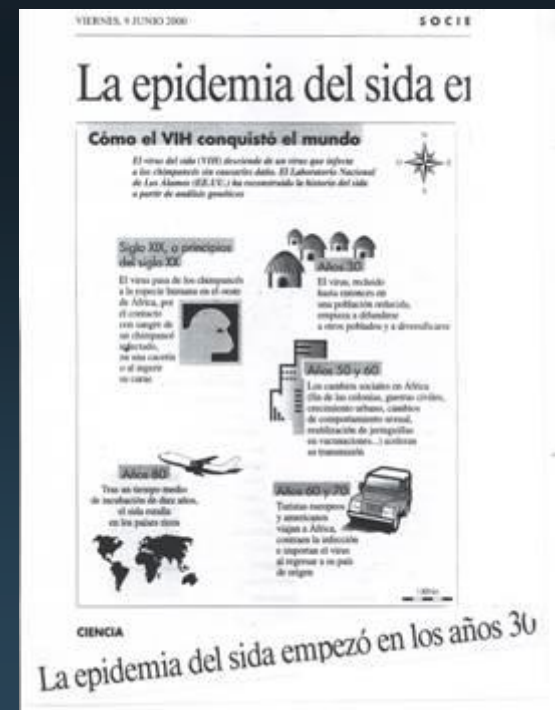 VIERNES, 9 JUNIO 2000
SOCIE
La epidemia del sida en
Cómo el VIH conquistó el mundo
El virus del sida (VIH) desciende de un virus que infecta
a los chimpancés sin causarles daño. El Laboratorio Nacional
de Los Álamos (EE.UU.) ha reconstruido la historia del sida
a partir de análisis genéticos
Siglo XIX, o principios
del siglo XX
El virus pasa de los chimpancés
a la especie humana en el oeste
de África, por
el contacto
con sangre de
un chimpancé
infectado,
en una cacería
o al ingerir
su carne
Años 30
El virus, recluido
hasta entonces en
una población reducida,
empieza a difundirse
a otros poblados y a diversificarse
Años 50 y 60
Los cambios sociales en África
(fin de las colonias, guerras civiles,
crecimiento urbano, cambios
de comportamiento sexual,
reutilización de jeringuillas
en vacunaciones...) aceleran
su transmisión
Años 60 y 70
Turistas europeos
y americanos
viajan a África,
contraen la infección
e importan el virus
al regresar a su país
de origen
Años 80
Tras un tiempo medio
de incubación de diez años,
el sida estalla
en los países ricos
CIENCIA
La epidemia del sida empezó en los años 30